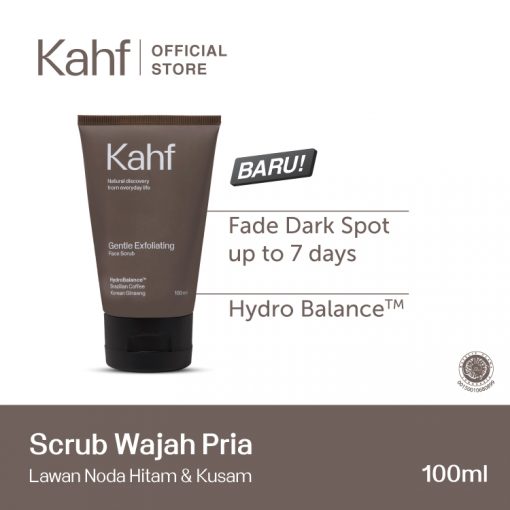 Kahf
OFFICIAL
STORE
Kahf
Natural discovery
from everyday life
Gentle Exfoliating
Face Scrub
HydroBalance™
Brazilian Coffee
Korean Ginseng
100 ml
BARU!
Fade Dark Spot
up to 7 days
Hydro Balance™
Scrub Wajah Pria
Lawan Noda Hitam & Kusam
100ml